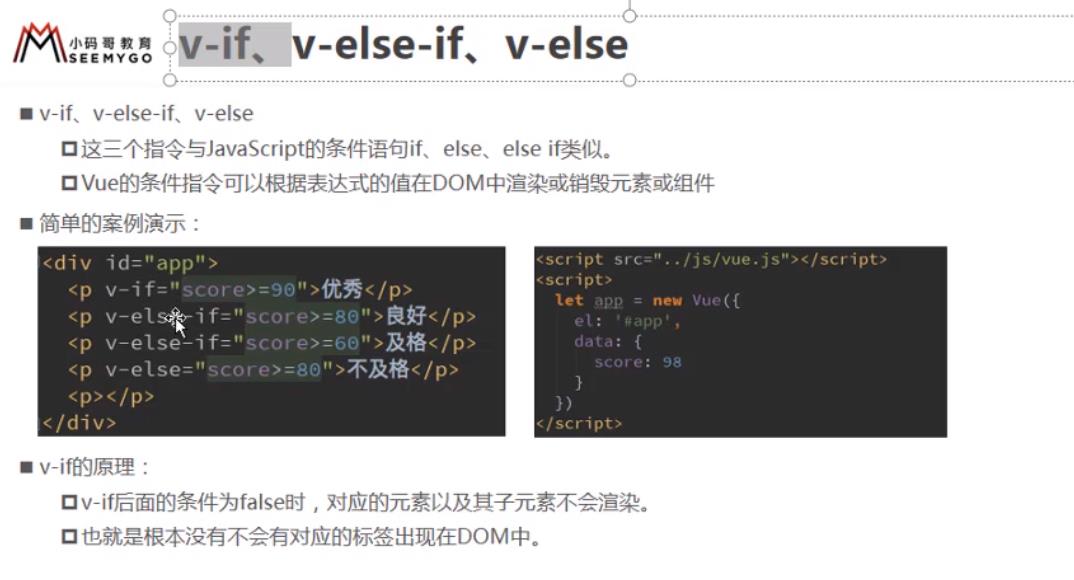 小码哥教育
SEEMYGO
v-if、v-else-if、v-else
■ v-if、v-else-if、v-else
这三个指令与JavaScript的条件语句if、else、else if类似。
Vue的条件指令可以根据表达式的值在DOM中渲染或销毁元素或组件
■ 简单的案例演示：
<div id="app">
<p v-if="score>=90">优秀</p>
<p v-else-if="score>=80">良好</p>
<p v-else-if="score>=60">及格</p>
<p v-else="score>=80">不及格</p>
<p></p>
</div>
<script src="../js/vue.js"></script>
<script>
let app = new Vue({
el: '#app',
data: {
score: 98
}
})
</script>
■ v-if的原理：
v-if后面的条件为false时，对应的元素以及其子元素不会渲染。
也就是根本没有不会有对应的标签出现在DOM中。